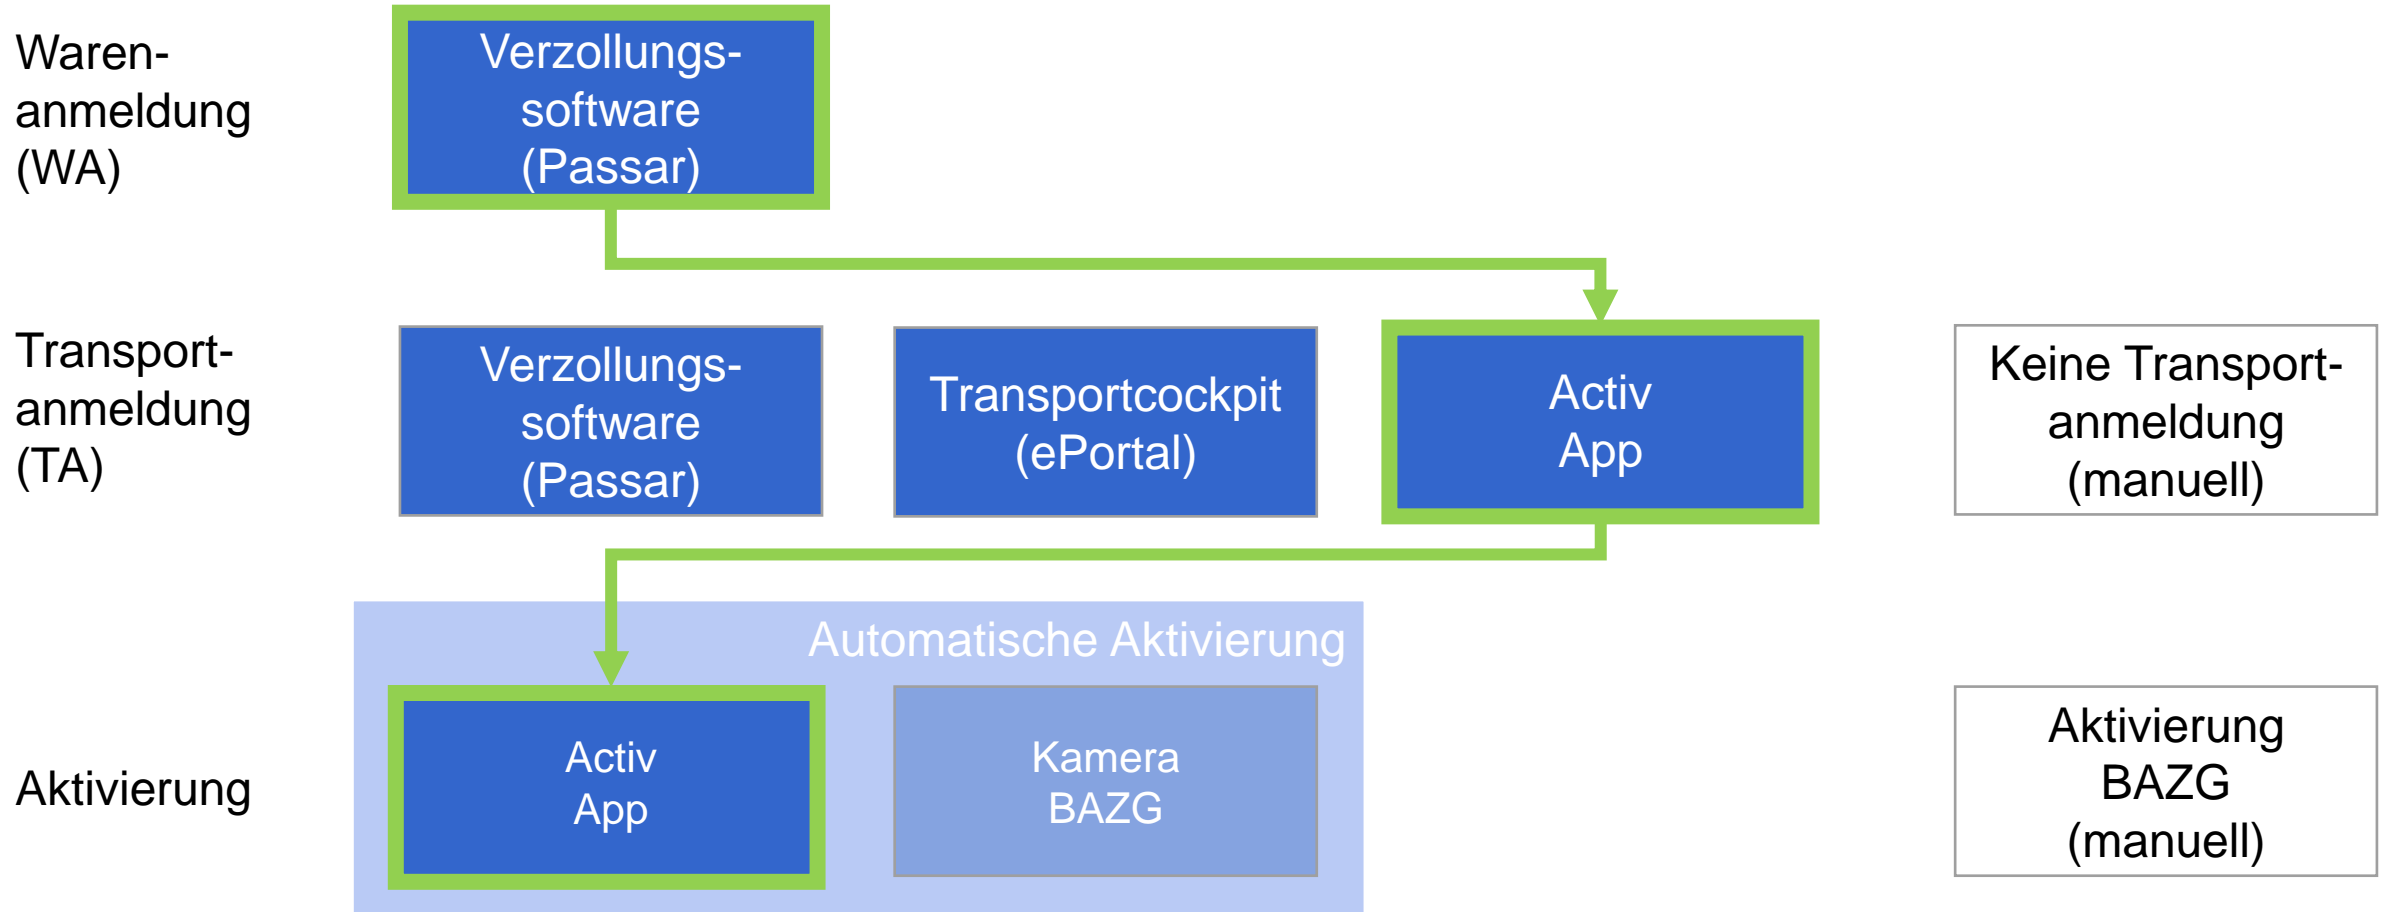 Waren-
anmeldung
(WA)
Verzollungs-
software
(Passar)
Transport-
anmeldung
(TA)
Verzollungs-
software
(Passar)
Transportcockpit
(ePortal)
Activ
App
Keine Transport-
anmeldung
(manuell)
Aktivierung
Automatische Aktivierung
Activ
App
Kamera
BAZG
Aktivierung
BAZG
(manuell)